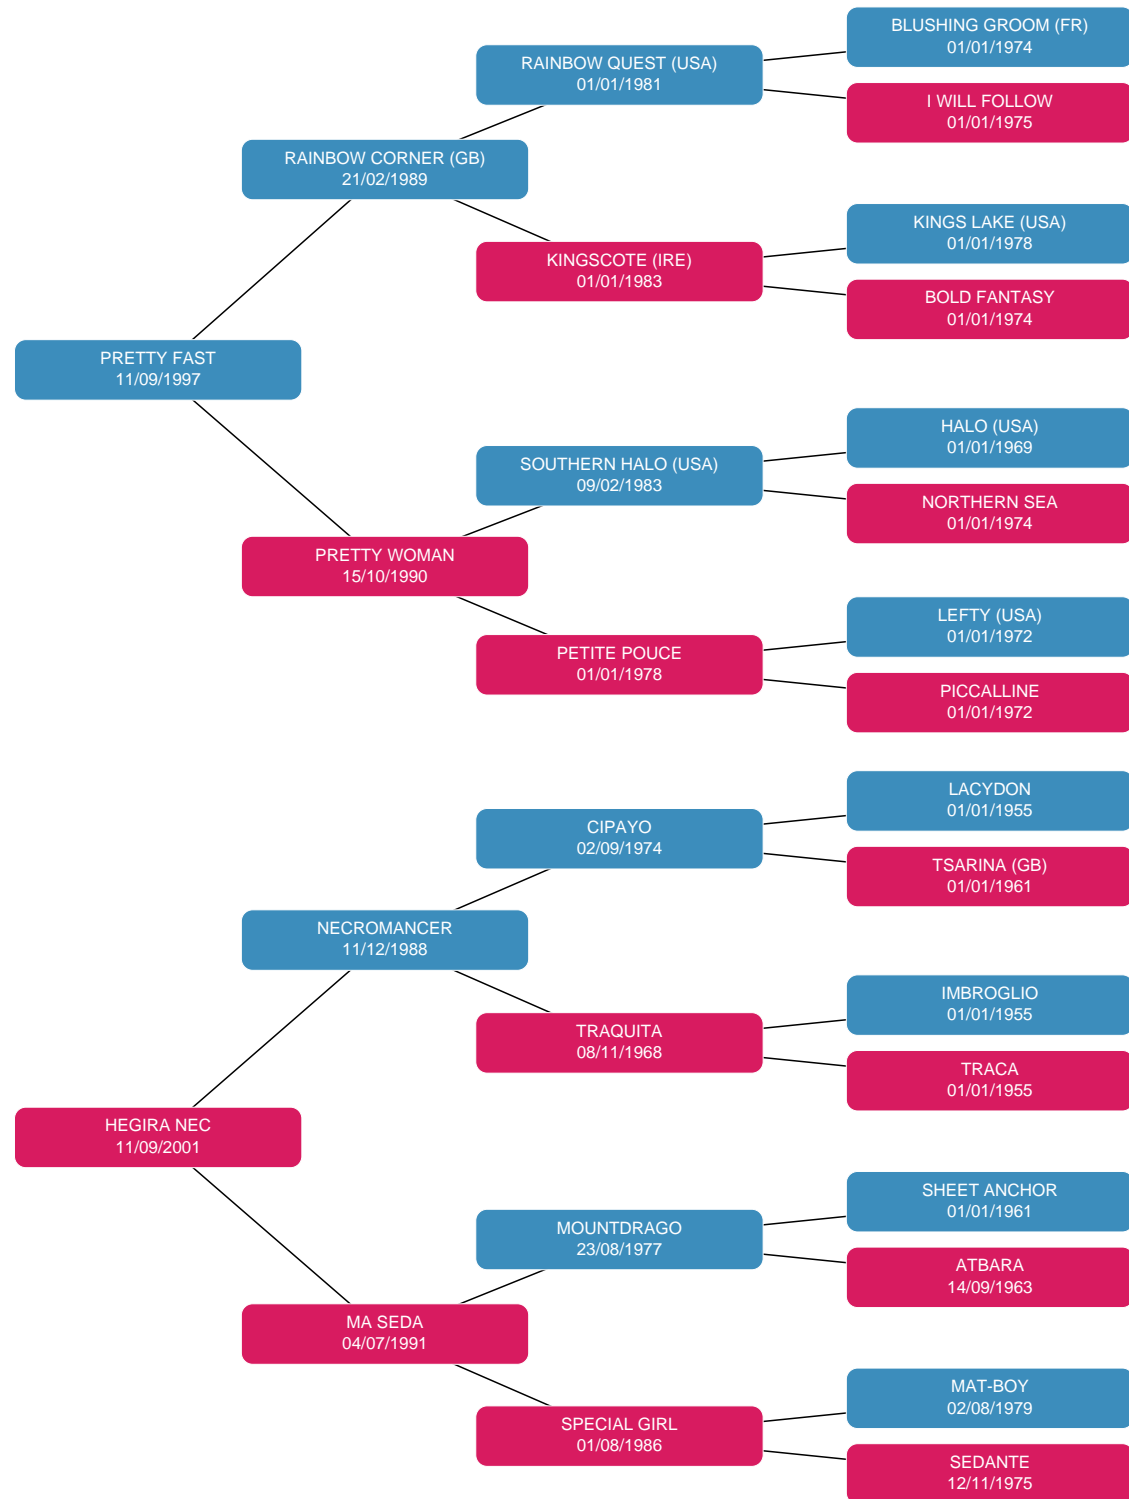 BLUSHING GROOM (FR)
01/01/1974
RAINBOW QUEST (USA)
01/01/1981
I WILL FOLLOW
01/01/1975
RAINBOW CORNER (GB)
21/02/1989
KINGS LAKE (USA)
01/01/1978
KINGSCOTE (IRE)
01/01/1983
BOLD FANTASY
01/01/1974
PRETTY FAST
11/09/1997
HALO (USA)
01/01/1969
SOUTHERN HALO (USA)
09/02/1983
NORTHERN SEA
01/01/1974
PRETTY WOMAN
15/10/1990
LEFTY (USA)
01/01/1972
PETITE POUCE
01/01/1978
PICCALLINE
01/01/1972
LACYDON
01/01/1955
CIPAYO
02/09/1974
TSARINA (GB)
01/01/1961
NECROMANCER
11/12/1988
IMBROGLIO
01/01/1955
TRAQUITA
08/11/1968
TRACA
01/01/1955
HEGIRA NEC
11/09/2001
SHEET ANCHOR
01/01/1961
MOUNTDRAGO
23/08/1977
ATBARA
14/09/1963
MA SEDA
04/07/1991
MAT-BOY
02/08/1979
SPECIAL GIRL
01/08/1986
SEDANTE
12/11/1975